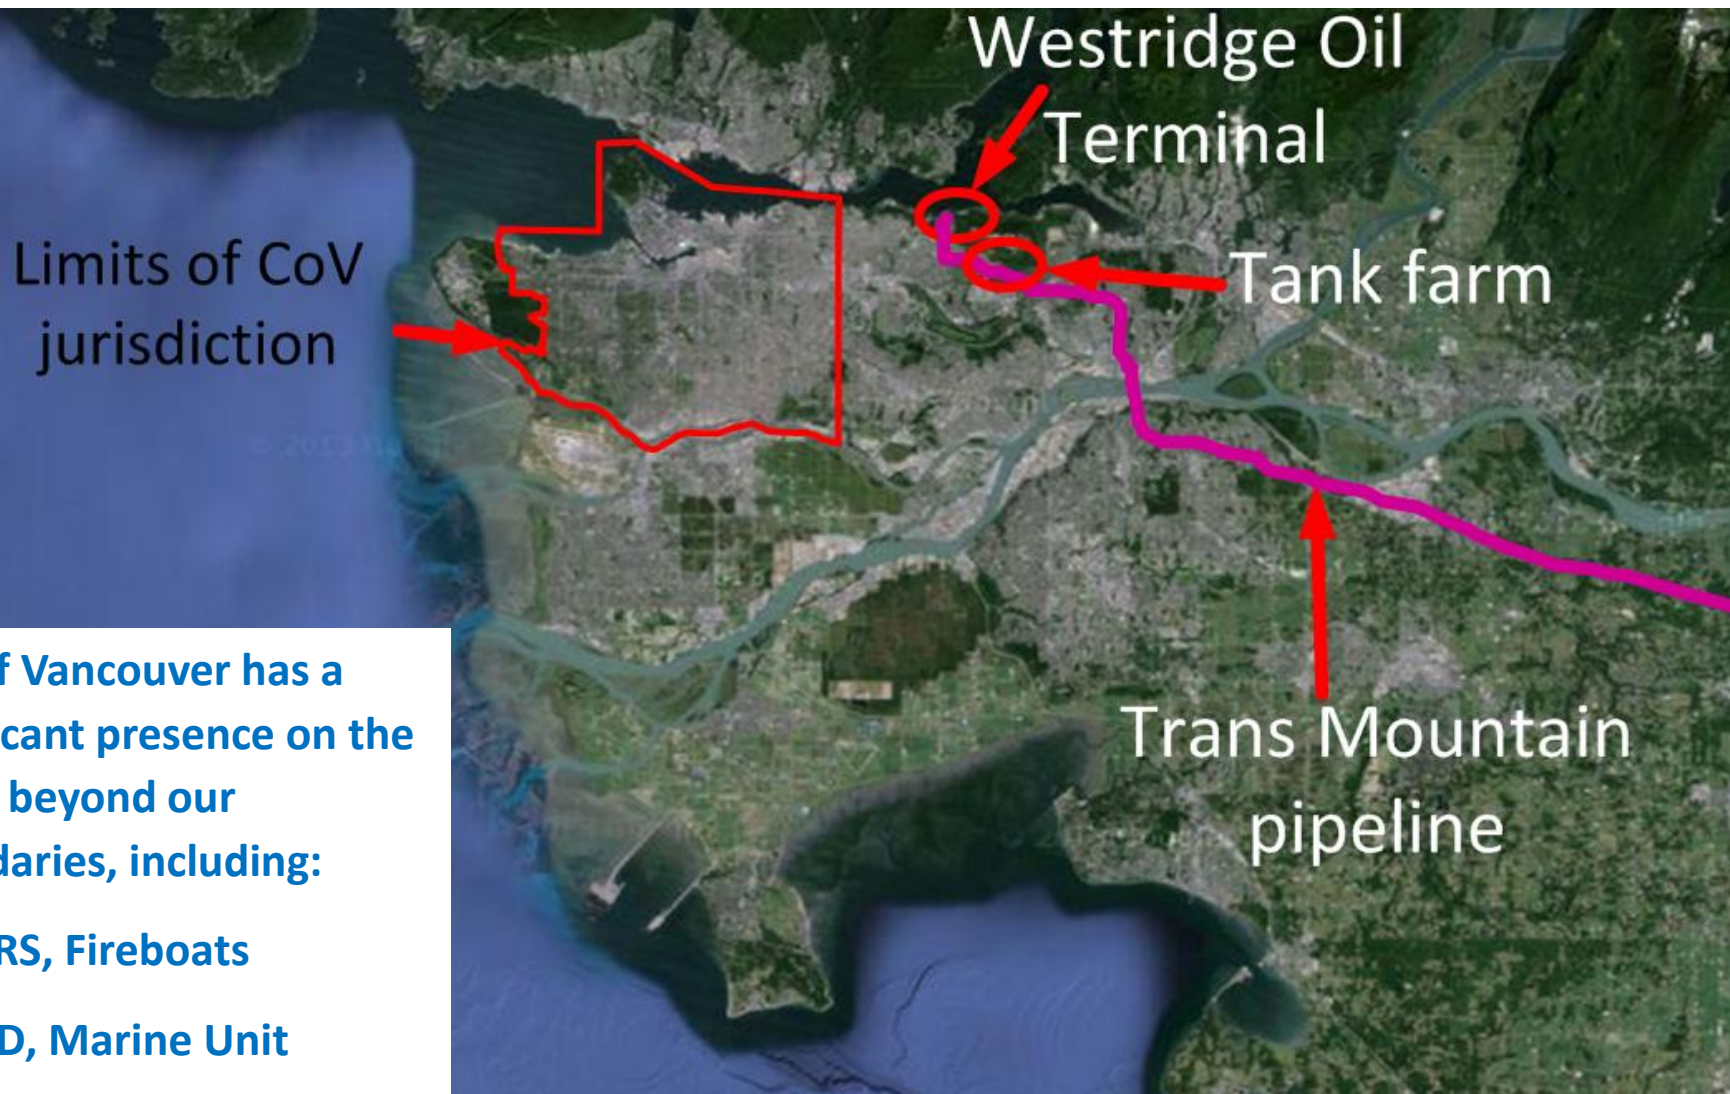 Westridge Oil
Terminal
Limits of CoV
jurisdiction
Tank farm
Trans Mountain
pipeline
f Vancouver has a
cant presence on the
beyond our
daries, including:
RS, Fireboats
D, Marine Unit